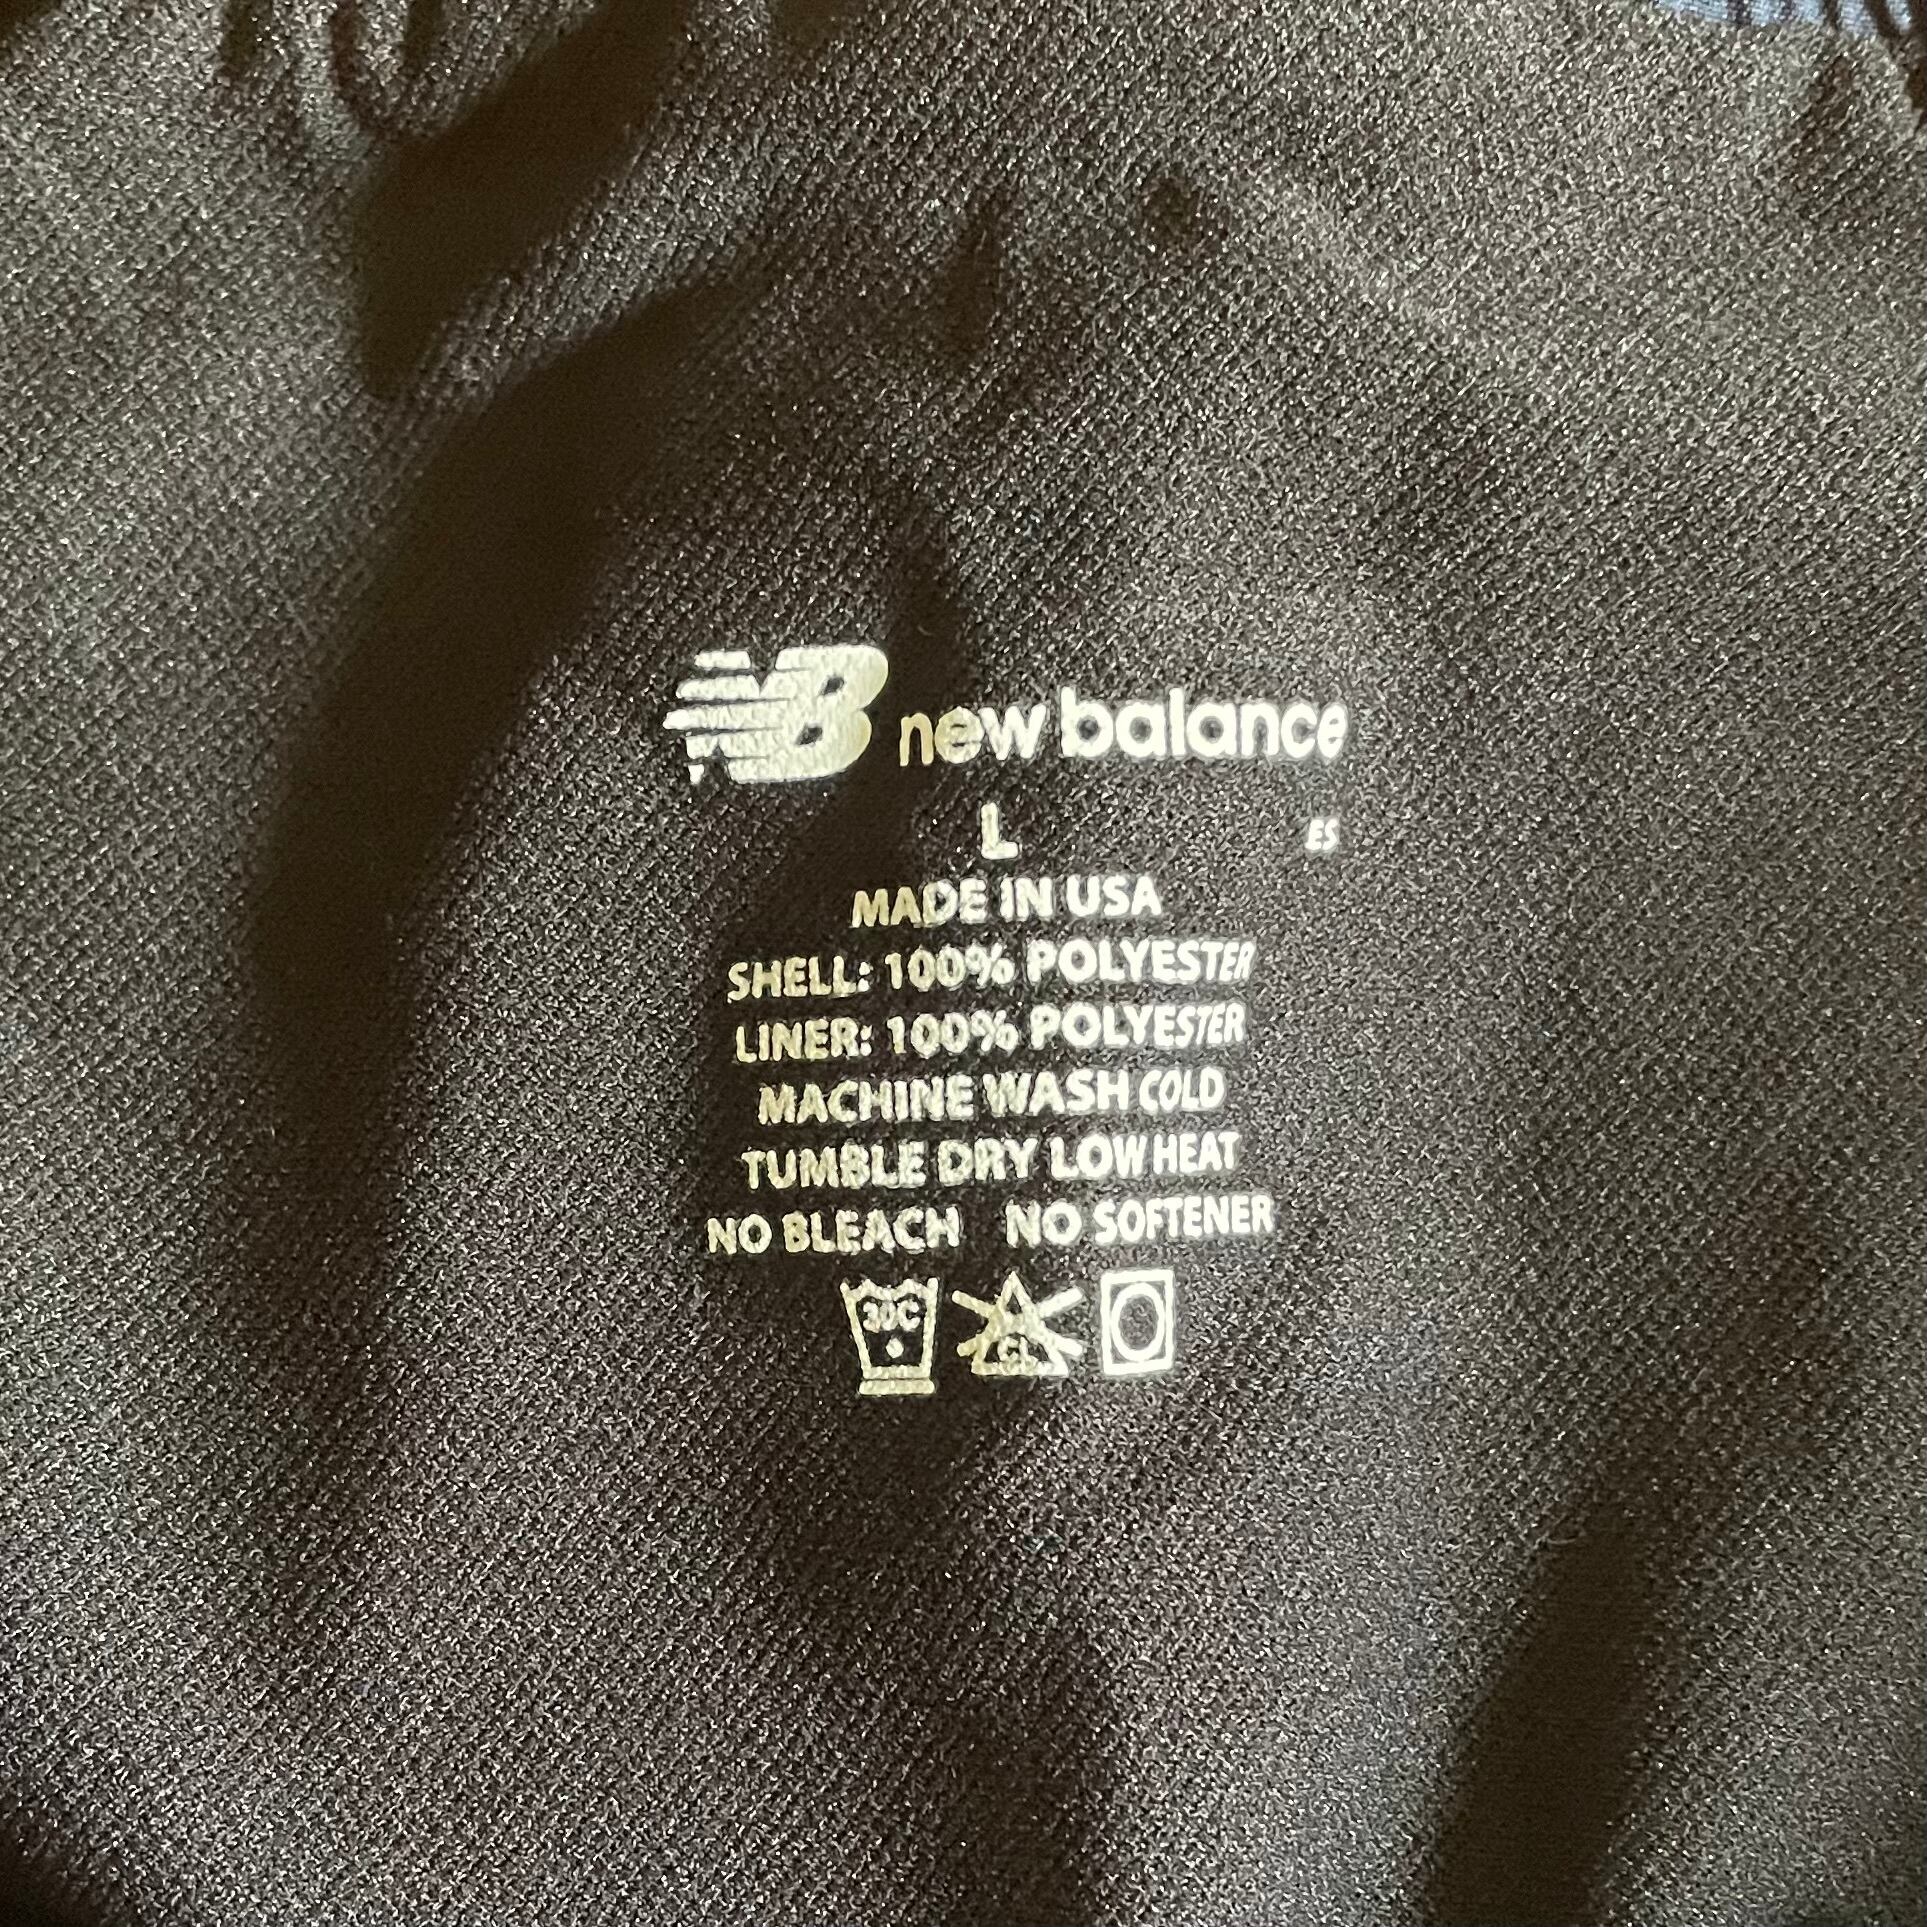 NB new balance
L ES
MADE IN USA
SHELL: 100% POLYESTER
LINER: 100% POLYESTER
MACHINE WASH COLD
TUMBLE DRY LOW HEAT
NO BLEACH NO SOFTENER
30C CL